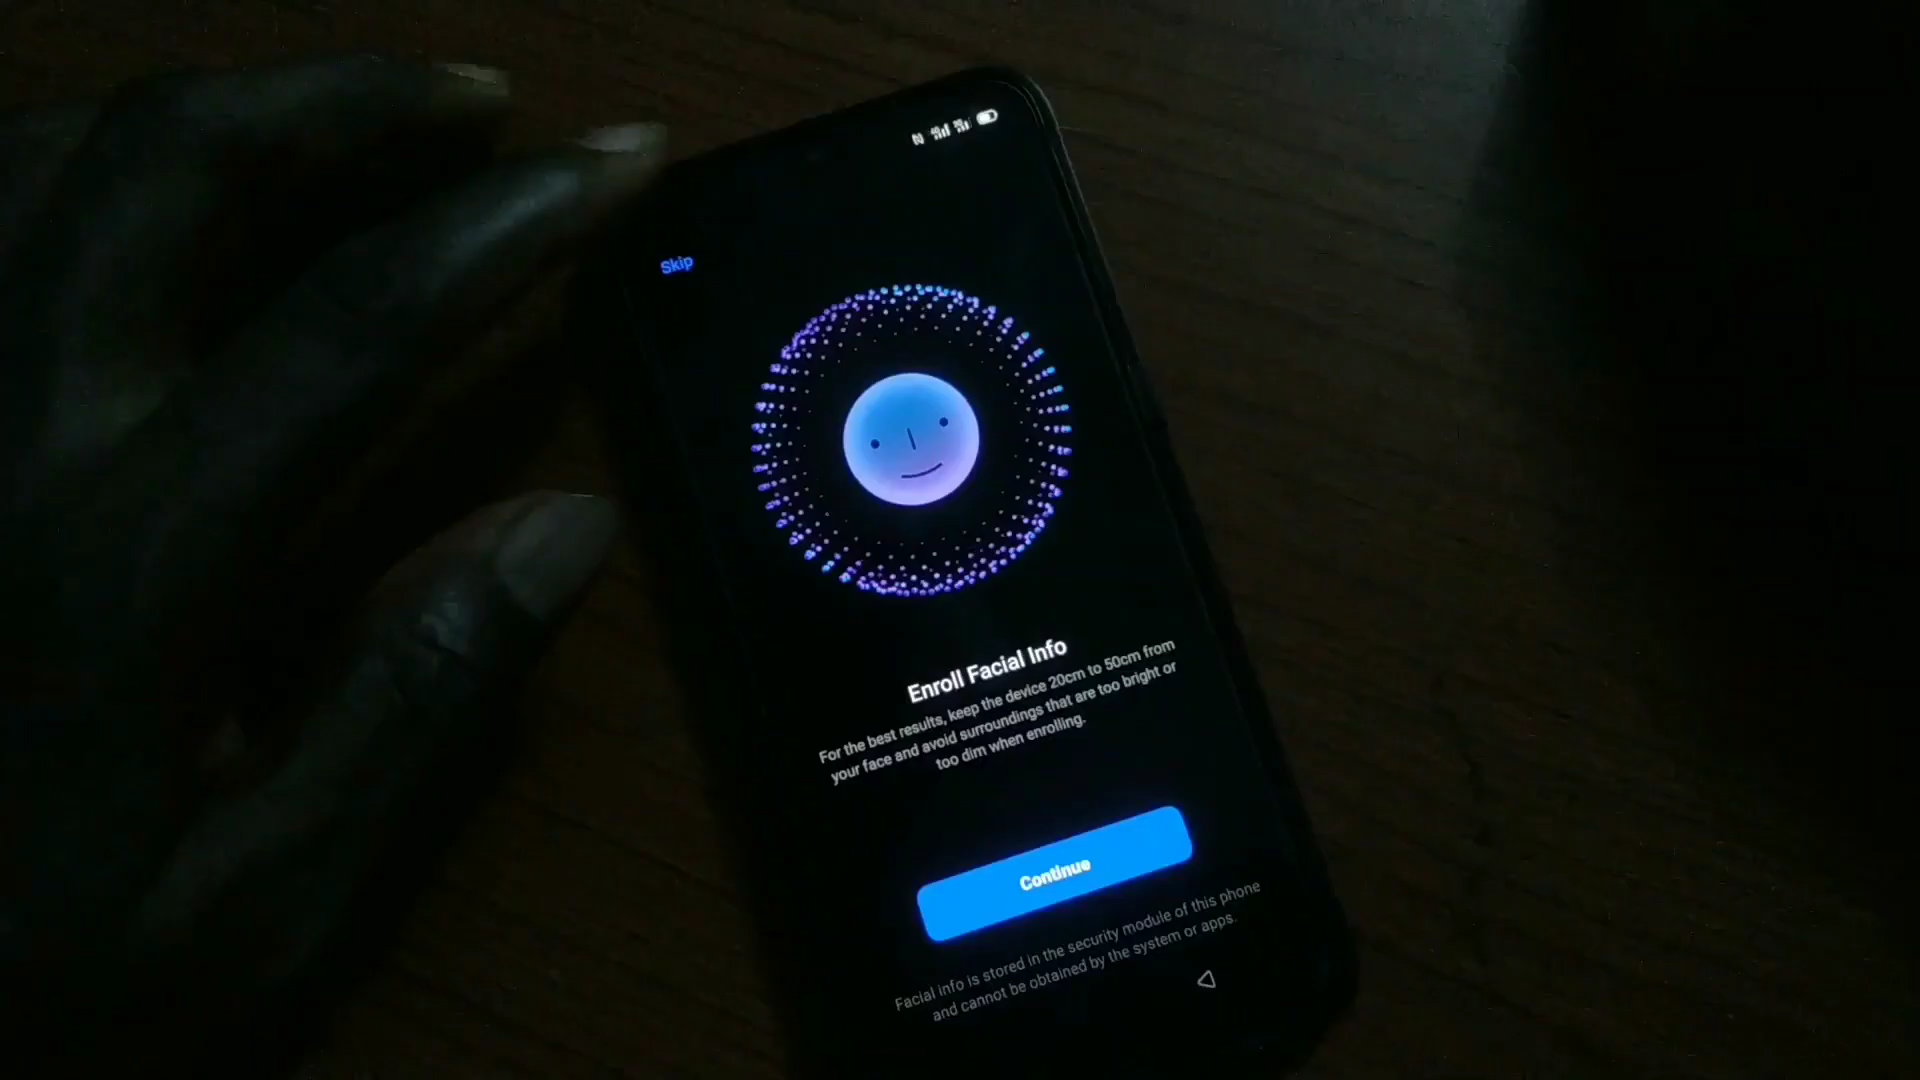 Skip
Enroll Facial Info
For the best results, keep the device 20cm to 50cm from
your face and avoid surroundings that are too bright or
too dim when enrolling.
Continue
Facial info is stored in the security module of this phone
and cannot be obtained by the system or apps.